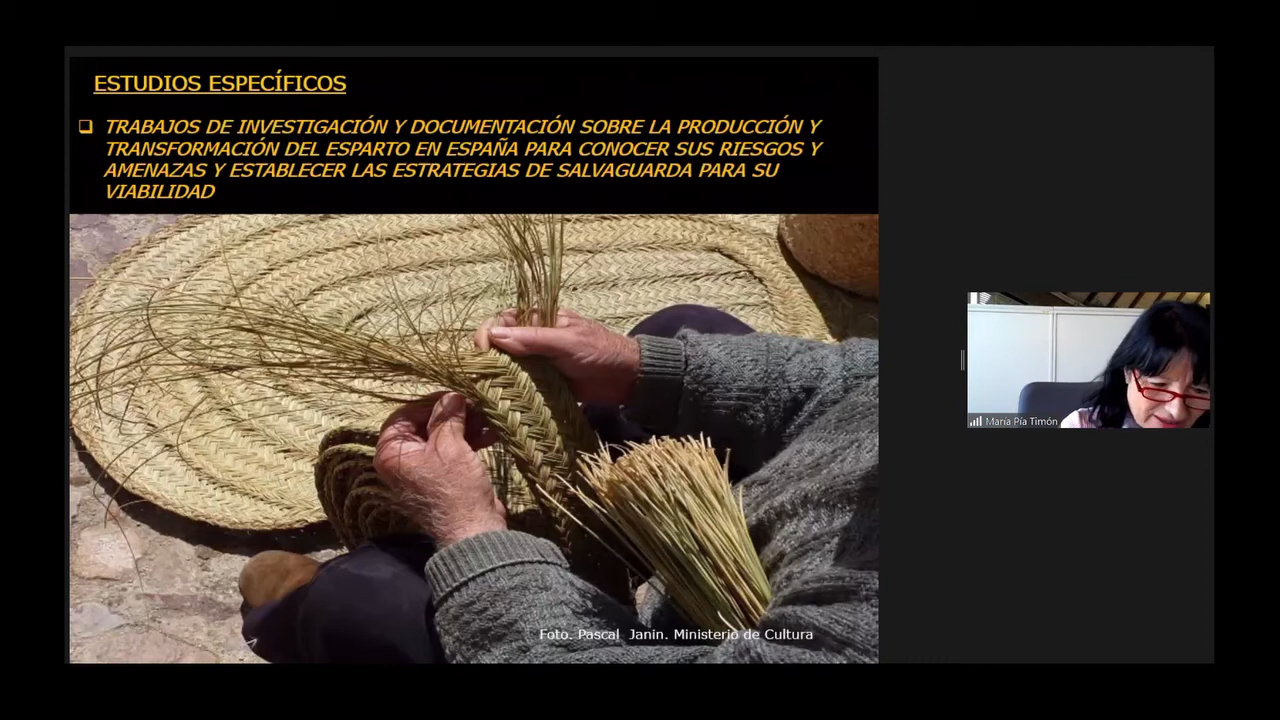 ESTUDIOS ESPECÍFICOS
❑ TRABAJOS DE INVESTIGACIÓN Y DOCUMENTACIÓN SOBRE LA PRODUCCIÓN Y
TRANSFORMACIÓN DEL ESPARTO EN ESPAÑA PARA CONOCER SUS RIESGOS Y
AMENAZAS Y ESTABLECER LAS ESTRATEGIAS DE SALVAGUARDA PARA SU
VIABILIDAD
Foto. Pascal Janin. Ministerio de Cultura
María Pía Timón